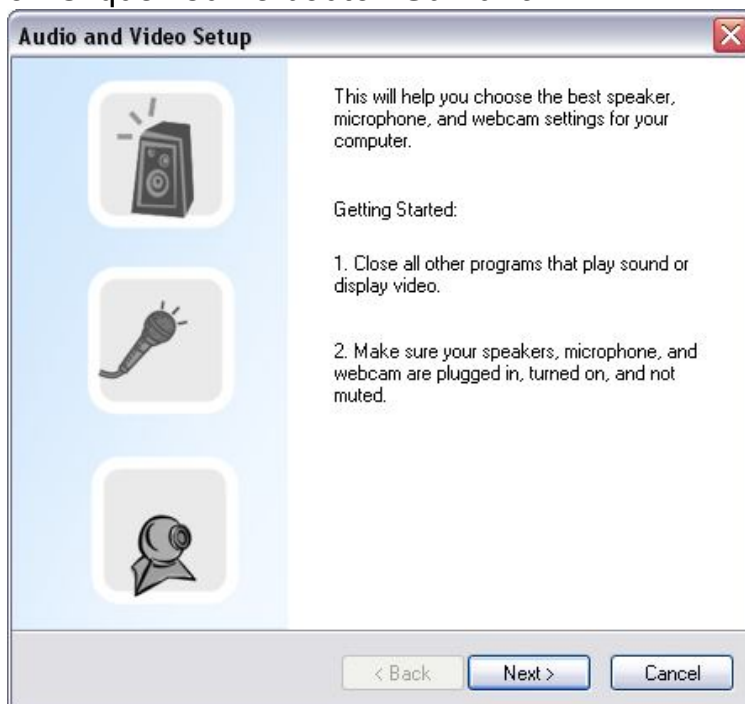 Audio and Video Setup
This will help you choose the best speaker,
microphone, and webcam settings for your
computer.
Getting Started:
1. Close all other programs that play sound or
display video.
2. Make sure your speakers, microphone, and
webcam are plugged in, turned on, and not
muted.
< Back
Next >
Cancel